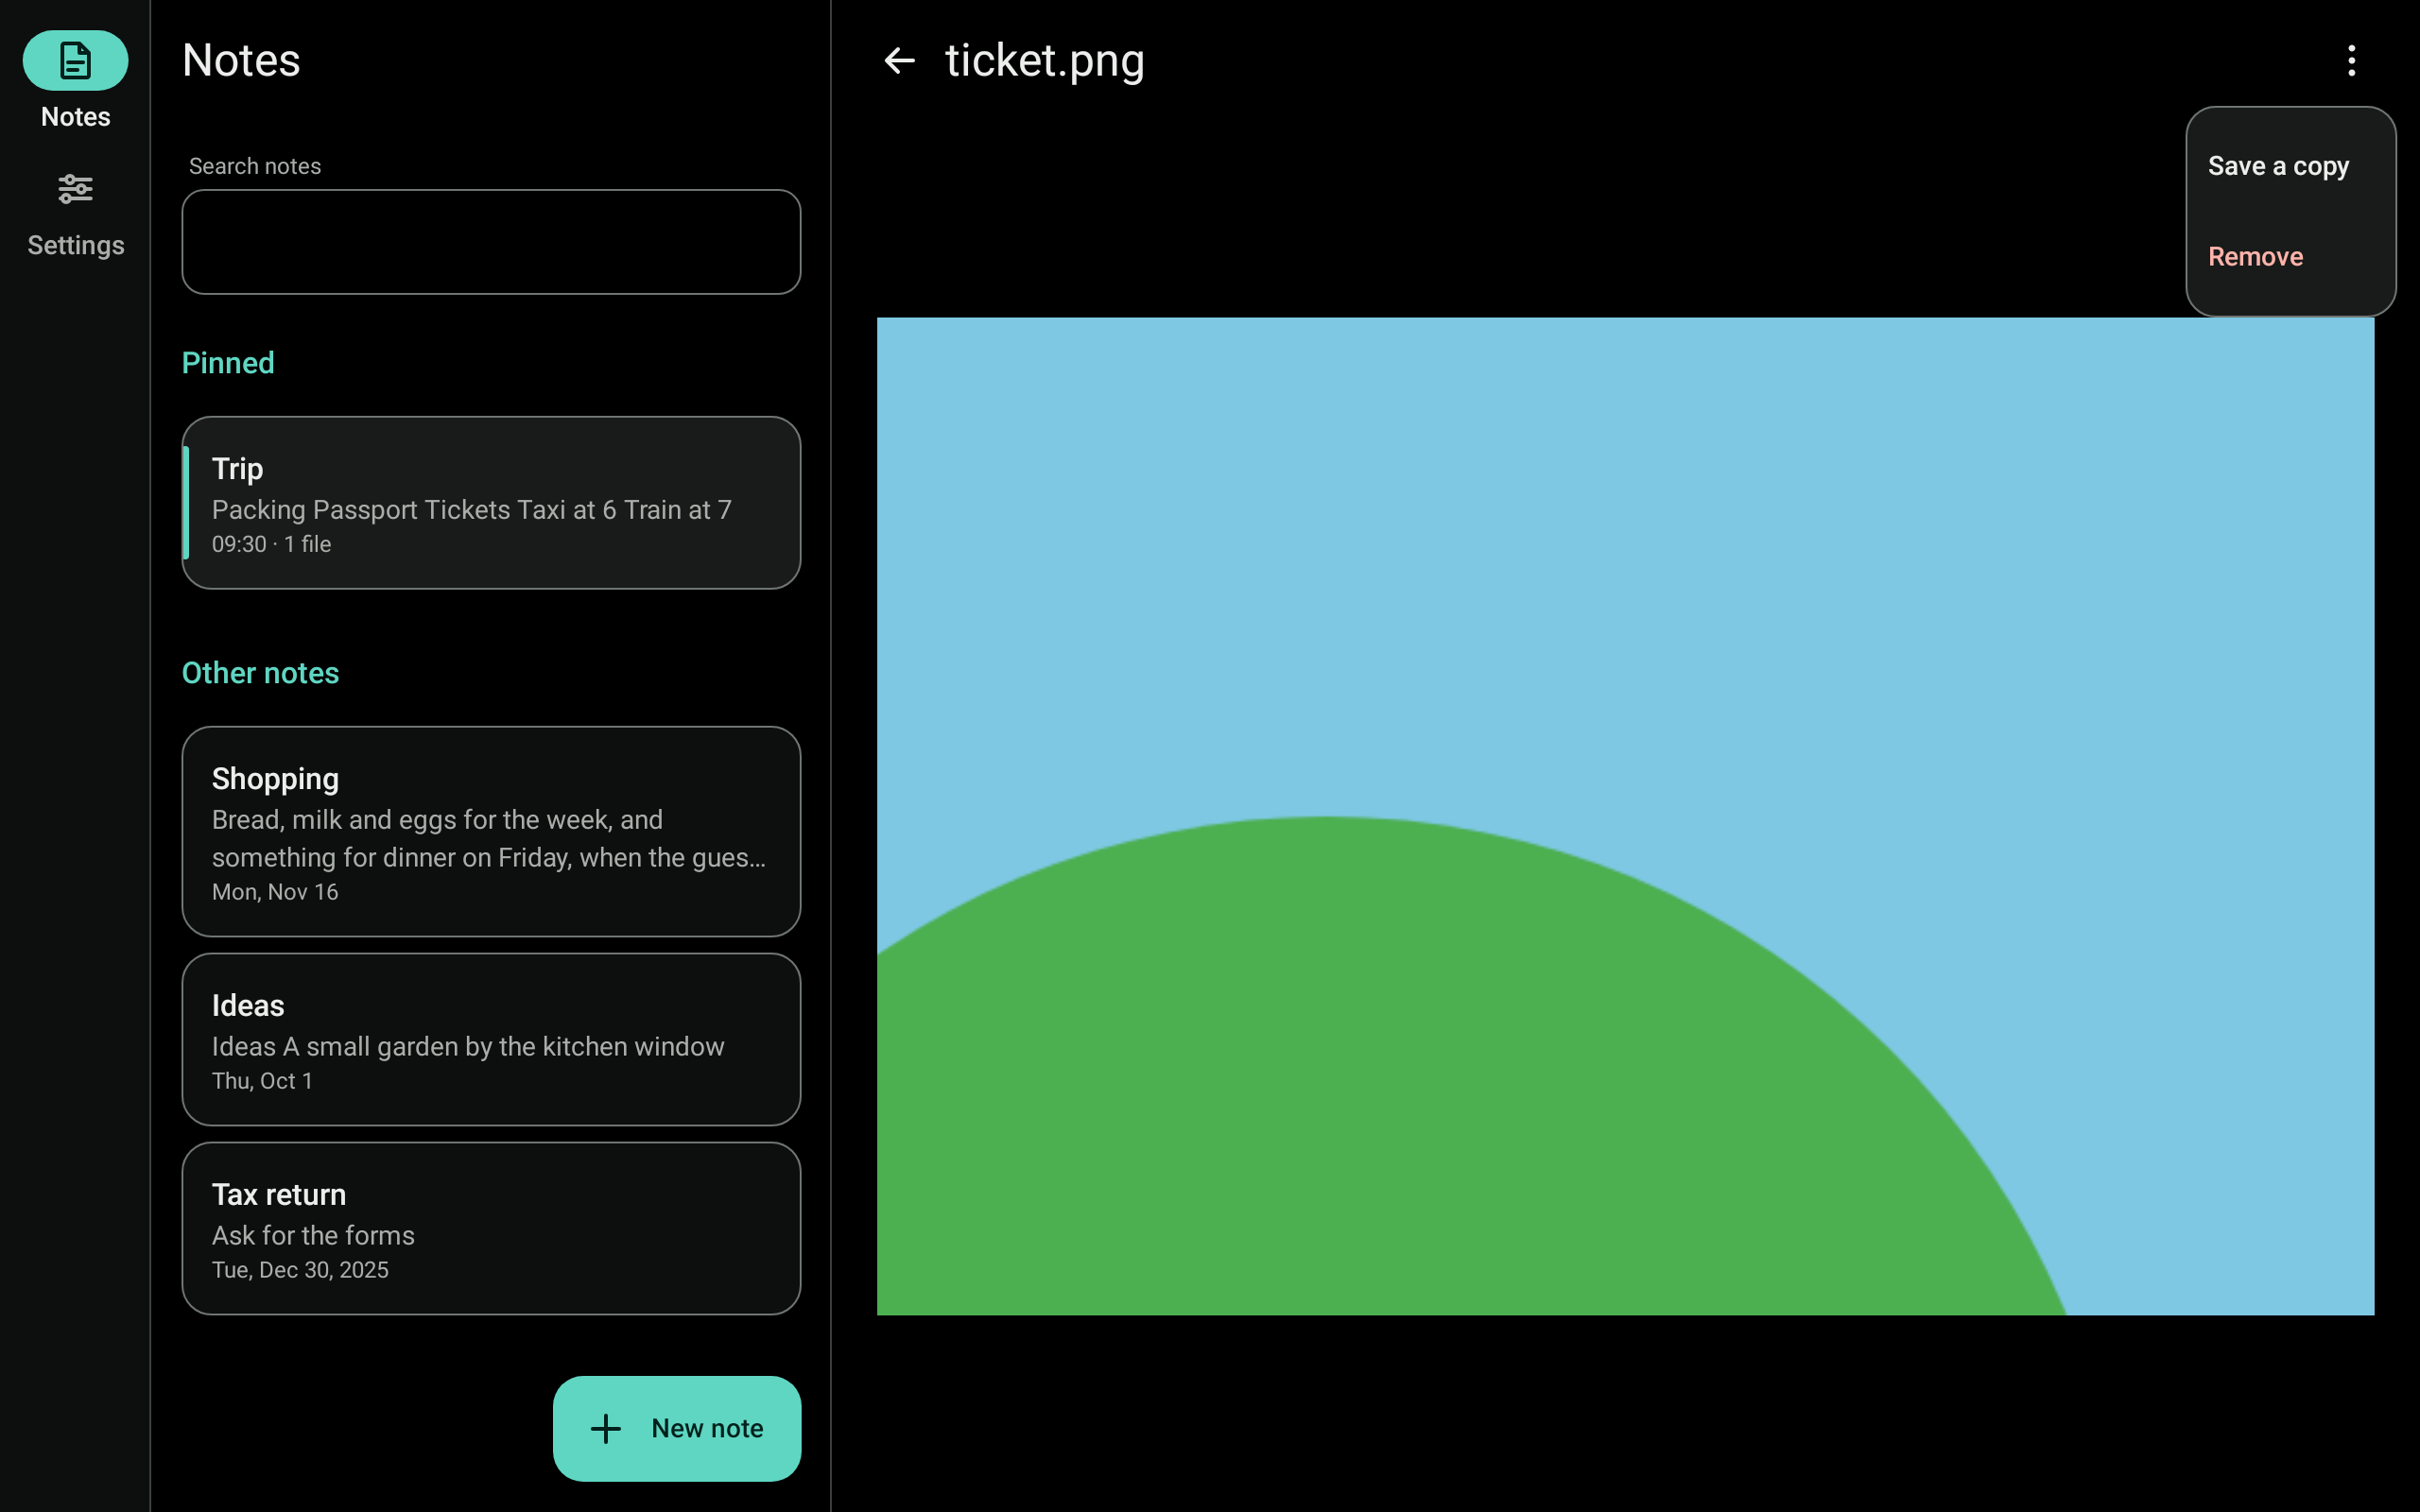 Notes
Settings
Notes
Search notes
Pinned
Trip
Packing Passport Tickets Taxi at 6 Train at 7
09:30 · 1 file
Other notes
Shopping
Bread, milk and eggs for the week, and
something for dinner on Friday, when the gues…
Mon, Nov 16
Ideas
Ideas A small garden by the kitchen window
Thu, Oct 1
Tax return
Ask for the forms
Tue, Dec 30, 2025
New note
ticket.png
Save a copy
Remove